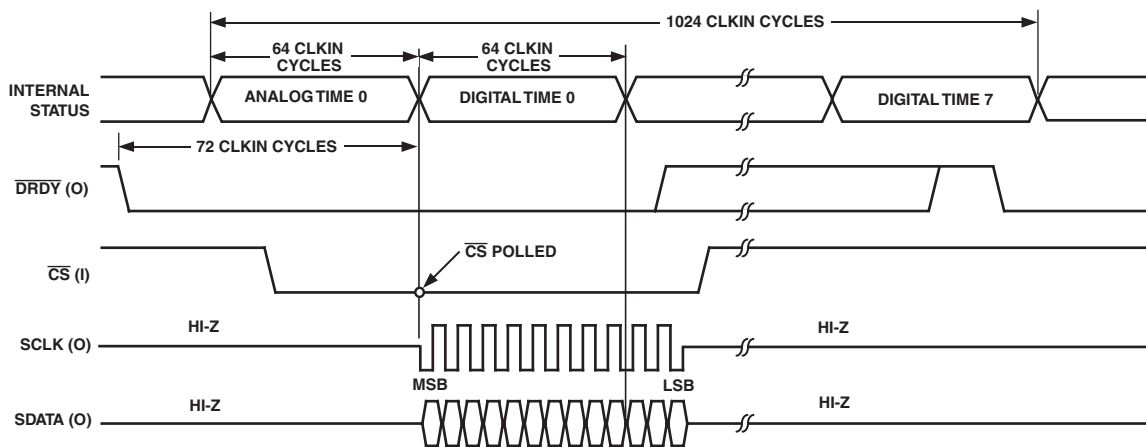 1024 CLKIN CYCLES
64 CLKIN
CYCLES
64 CLKIN
CYCLES
INTERNAL
STATUS
ANALOG TIME 0
DIGITAL TIME 0
DIGITAL TIME 7
72 CLKIN CYCLES
DRDY (O)
CS POLLED
CS (I)
HI-Z
HI-Z
SCLK (O)
MSB
LSB
HI-Z
HI-Z
SDATA (O)